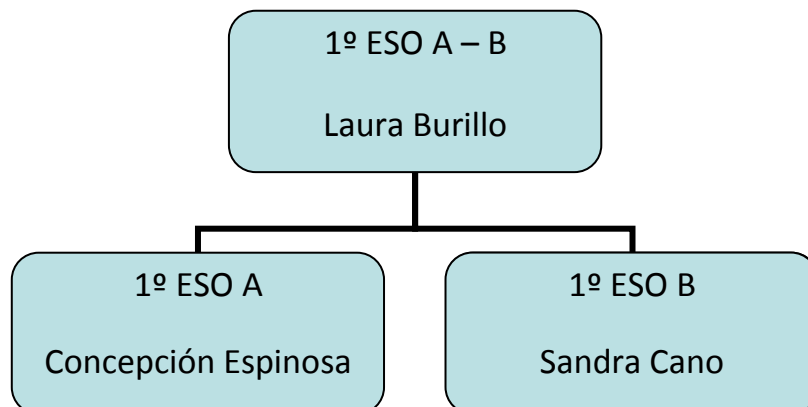 1º ESO A – B
Laura Burillo
1º ESO A
Concepción Espinosa
1º ESO B
Sandra Cano